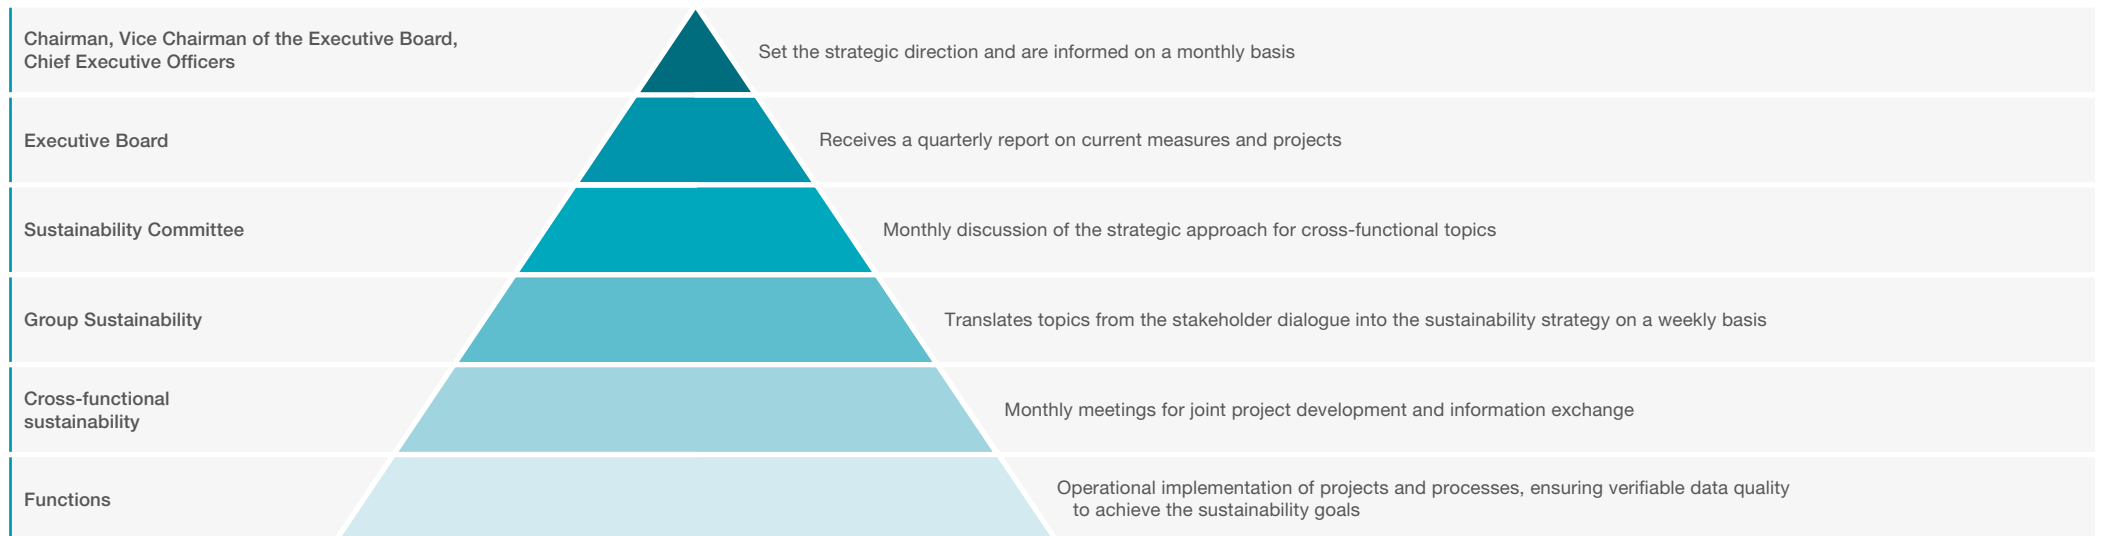 Chairman, Vice Chairman of the Executive Board,
Chief Executive Officers
Set the strategic direction and are informed on a monthly basis
Executive Board
Receives a quarterly report on current measures and projects
Sustainability Committee
Monthly discussion of the strategic approach for cross-functional topics
Group Sustainability
Translates topics from the stakeholder dialogue into the sustainability strategy on a weekly basis
Cross-functional
sustainability
Monthly meetings for joint project development and information exchange
Functions
Operational implementation of projects and processes, ensuring verifiable data quality
to achieve the sustainability goals